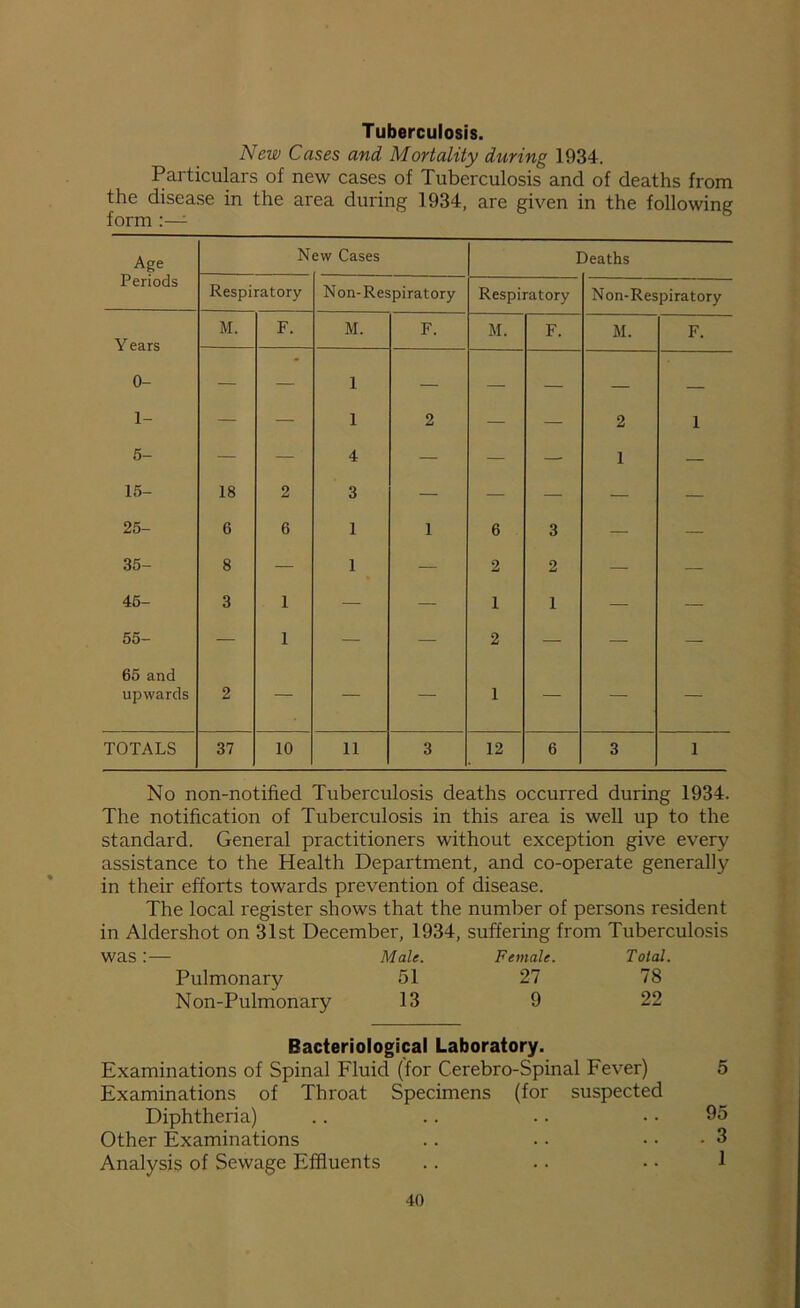 Tuberculosis.
New Cases and Mortality during 1934.
Particulars of new cases of Tuberculosis and of deaths from
the disease in the area during 1934, are given in the following
form :—
Age Periods New Cases Deaths
Respiratory Non-Respiratory Respiratory Non-Respiratory
Years M. F. M. F. M. F. M. F.
0- — — 1 — — — — —
1- — — 1 2 — — 2 1
5- — — 4 — — — 1 —
15- 18 2 3 — — — — —
25- 6 6 1 1 6 3 — —
35- 8 — 1 — 2 2 — —
45- 3 1 — — 1 1 — —
55- — 1 — — 2 — — —
65 and
upwards 2 — — — 1 — — —
TOTALS 37 10 11 3 12 6 3 1
No non-notified Tuberculosis deaths occurred during 1934.
The notification of Tuberculosis in this area is well up to the
standard. General practitioners without exception give every
assistance to the Health Department, and co-operate generally
in their efforts towards prevention of disease.
The local register shows that the number of persons resident
in Aldershot on 31st December, 1934, suffering from Tuberculosis
was :— Male. Female. Total.
Pulmonary 51 27 78
Non-Pulmonary 13 9 22
Bacteriological Laboratory.
Examinations of Spinal Fluid (for Cerebro-Spinal Fever) 5
Examinations of Throat Specimens (for suspected
Diphtheria) .. .. .. .. 95
Other Examinations .. .. .. . 3
Analysis of Sewage Effluents .. .. .. 1
40